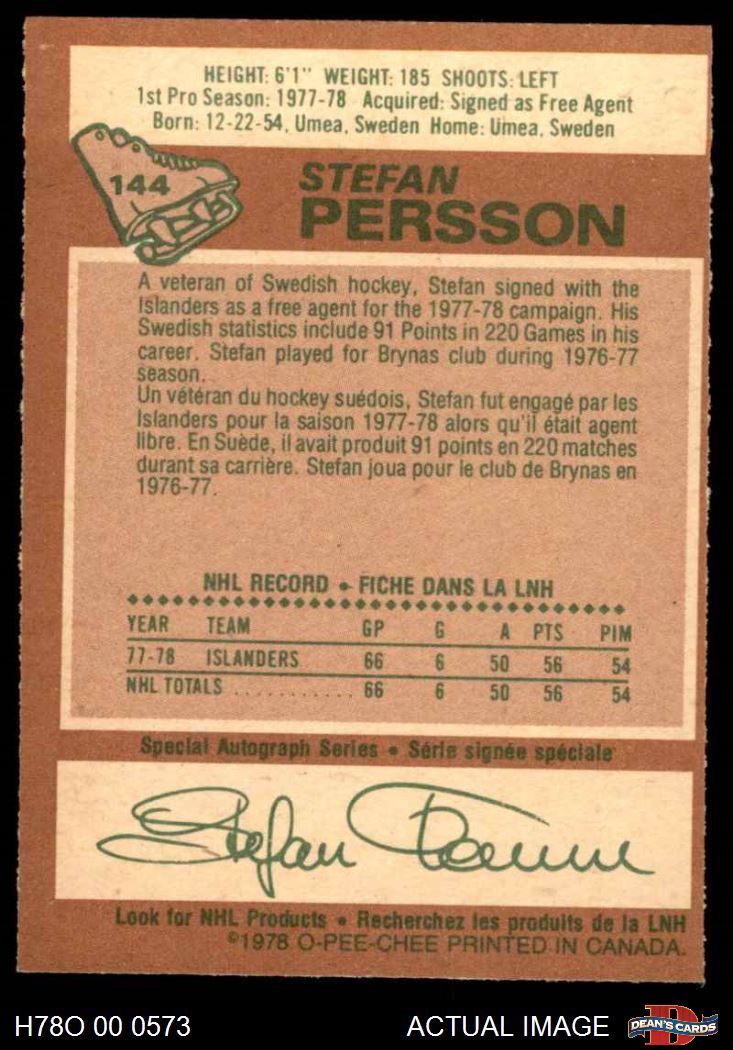 HEIGHT: 6'1" WEIGHT: 185 SHOOTS: LEFT
1st Pro Season: 1977-78 Acquired: Signed as Free Agent
Born: 12-22-54, Umea, Sweden Home: Umea, Sweden
144
STEFAN
PERSSON
A veteran of Swedish hockey, Stefan signed with the
Islanders as a free agent for the 1977-78 campaign. His
Swedish statistics include 91 Points in 220 Games in his
career. Stefan played for Brynas club during 1976-77
season.
Un vétéran du hockey suédois, Stefan fut engagé par les
Islanders pour la saison 1977-78 alors qu'il était agent
libre. En Suède, il avait produit 91 points en 220 matches
durant sa carrière. Stefan joua pour le club de Brynas en
1976-77.
NHL RECORD • FICHE DANS LA LNH
YEAR TEAM GP G A PTS PIM
77-78 ISLANDERS 66 6 50 56 54
NHL TOTALS ........... 66 6 50 56 54
Special Autograph Series • Série signée spéciale
Stefan Persson
Look for NHL Products • Recherchez les produits de la LNH
©1978 O-PEE-CHEE PRINTED IN CANADA.
H78O 00 0573 ACTUAL IMAGE D DEAN'S CARDS